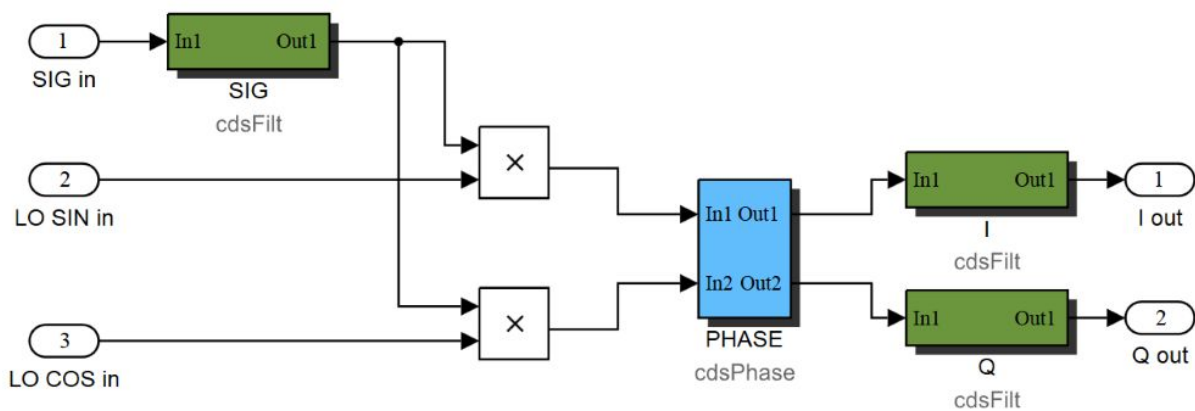 1
SIG in
In1 Out1
SIG
cdsFilt
2
LO SIN in
×
3
LO COS in
×
In1 Out1
In2 Out2
PHASE
cdsPhase
In1 Out1
I
cdsFilt
1
I out
In1 Out1
Q
cdsFilt
2
Q out